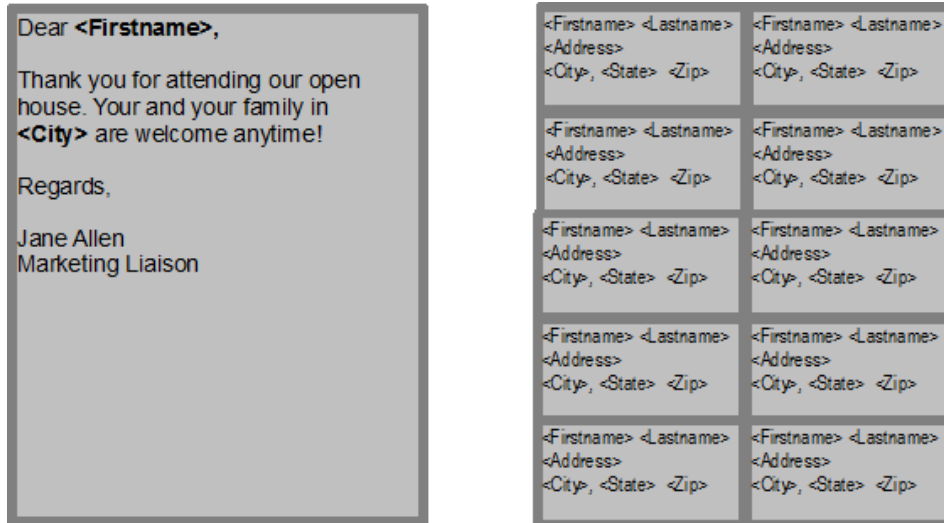 Dear <Firstname>,
Thank you for attending our open
house. Your and your family in
<City> are welcome anytime!
Regards,
Jane Allen
Marketing Liaison
<Firstname> <Lastname>
<Address>
<City>, <State> <Zip>
<Firstname> <Lastname>
<Address>
<City>, <State> <Zip>
<Firstname> <Lastname>
<Address>
<City>, <State> <Zip>
<Firstname> <Lastname>
<Address>
<City>, <State> <Zip>
<Firstname> <Lastname>
<Address>
<City>, <State> <Zip>
<Firstname> <Lastname>
<Address>
<City>, <State> <Zip>
<Firstname> <Lastname>
<Address>
<City>, <State> <Zip>
<Firstname> <Lastname>
<Address>
<City>, <State> <Zip>
<Firstname> <Lastname>
<Address>
<City>, <State> <Zip>
<Firstname> <Lastname>
<Address>
<City>, <State> <Zip>